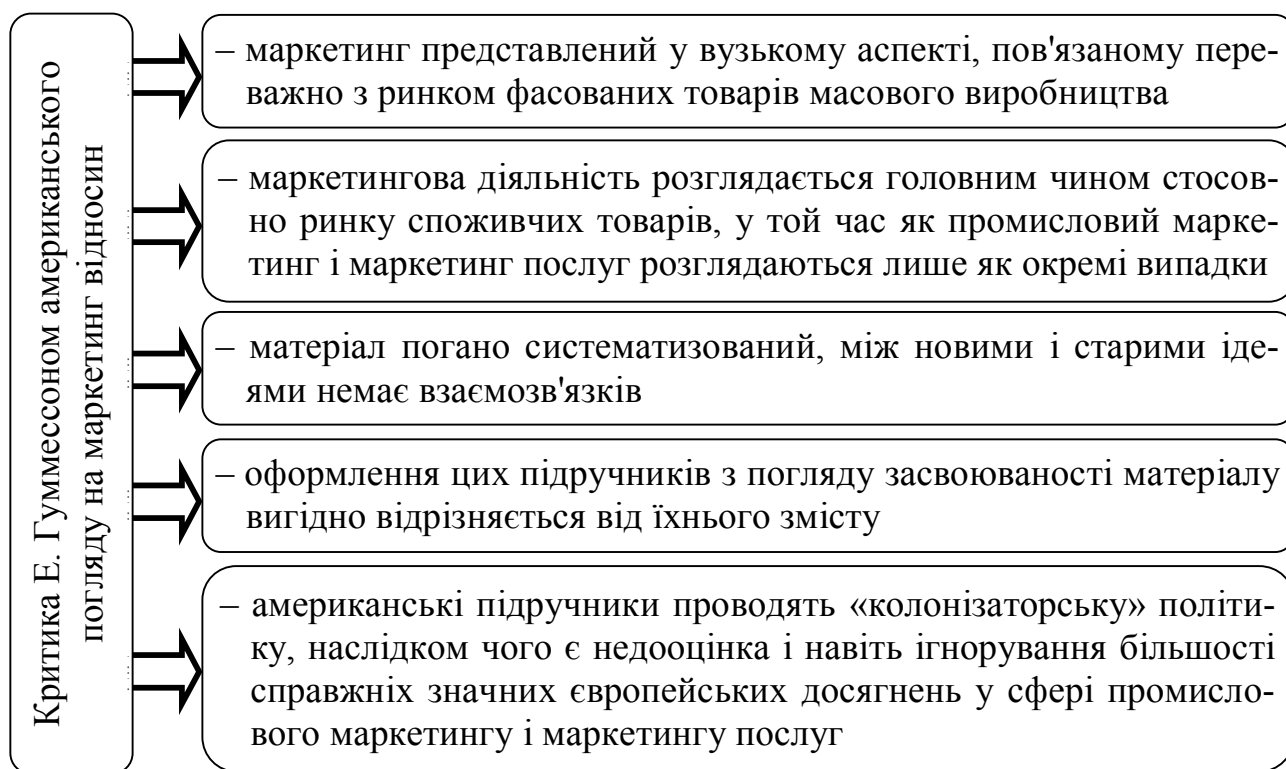 Критика Е. Гуммессоном американського
погляду на маркетинг відносин
– маркетинг представлений у вузькому аспекті, пов'язаному пере-
важно з ринком фасованих товарів масового виробництва
– маркетингова діяльність розглядається головним чином стосов-
но ринку споживчих товарів, у той час як промисловий марке-
тинг і маркетинг послуг розглядаються лише як окремі випадки
– матеріал погано систематизований, між новими і старими іде-
ями немає взаємозв'язків
– оформлення цих підручників з погляду засвоюваності матеріалу
вигідно відрізняється від їхнього змісту
– американські підручники проводять «колонізаторську» політи-
ку, наслідком чого є недооцінка і навіть ігнорування більшості
справжніх значних європейських досягнень у сфері промисло-
вого маркетингу і маркетингу послуг